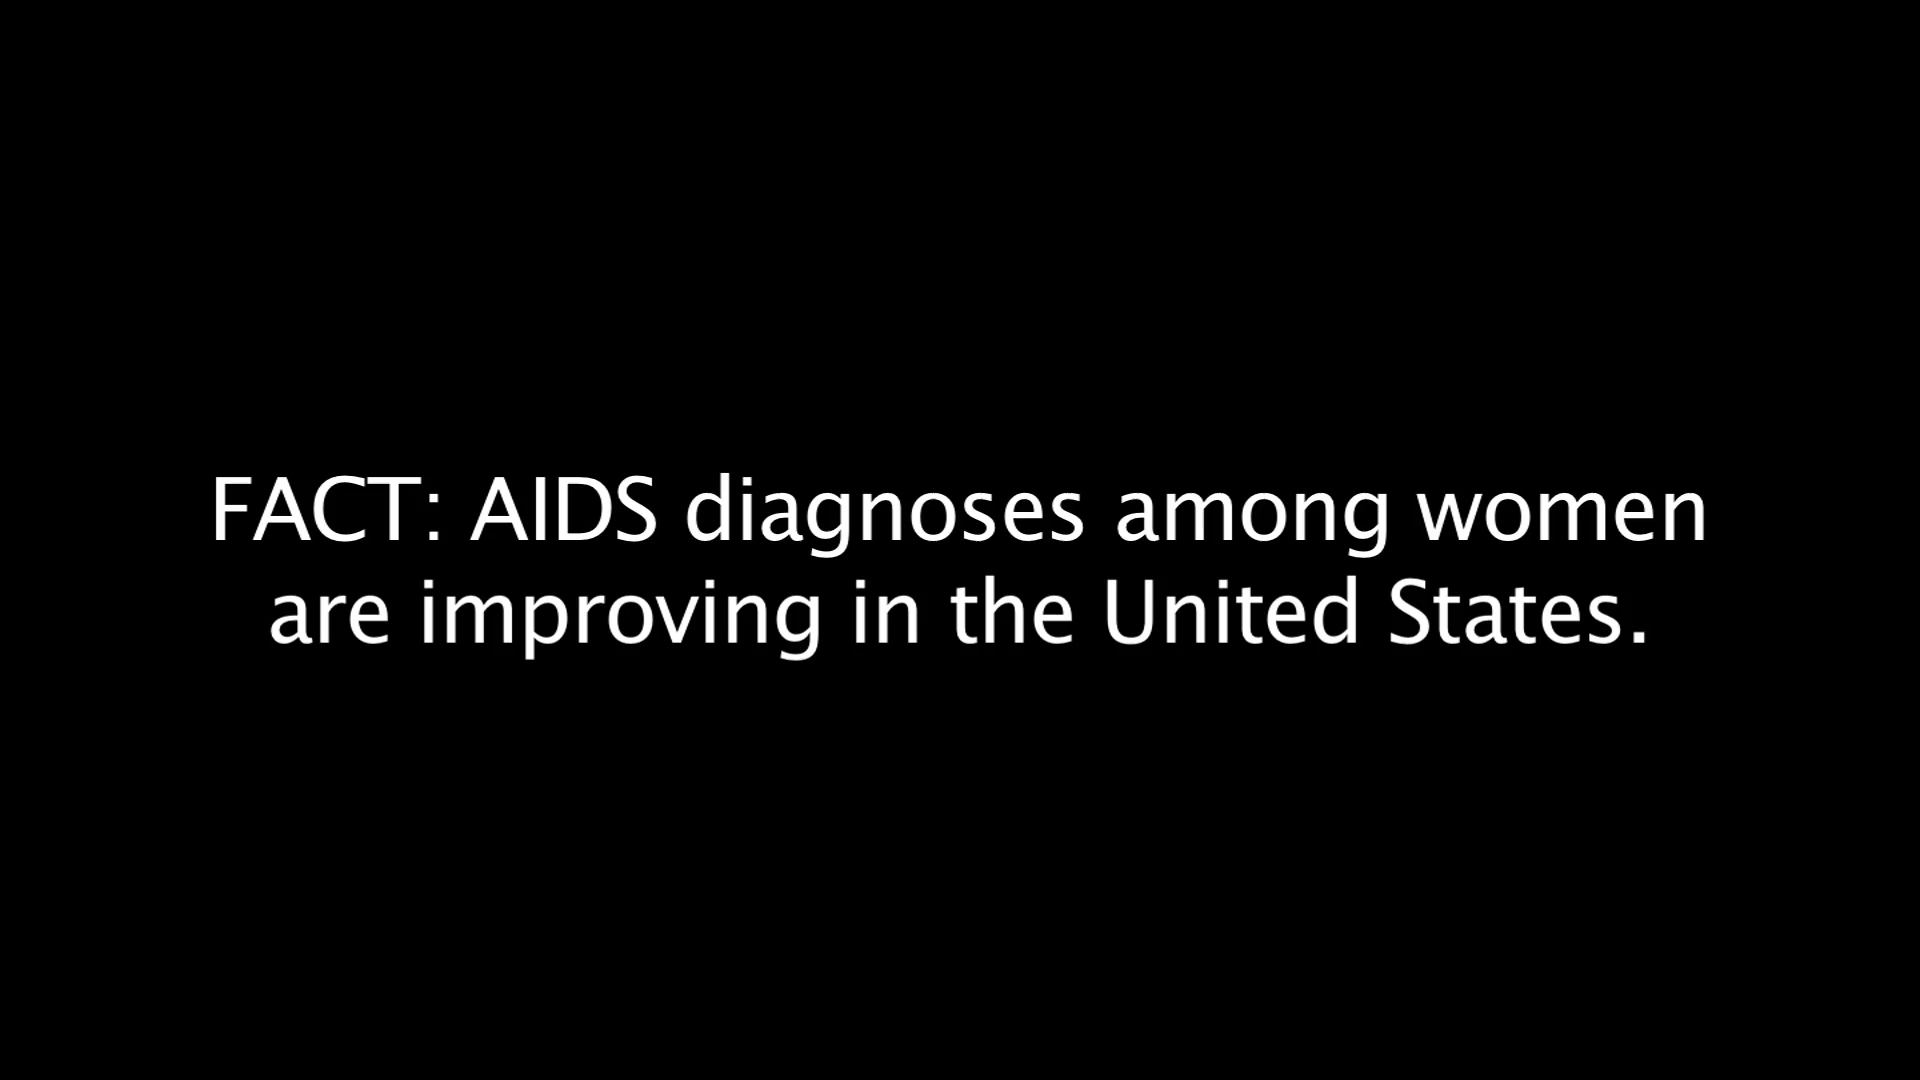 FACT: AIDS diagnoses among women
are improving in the United States.